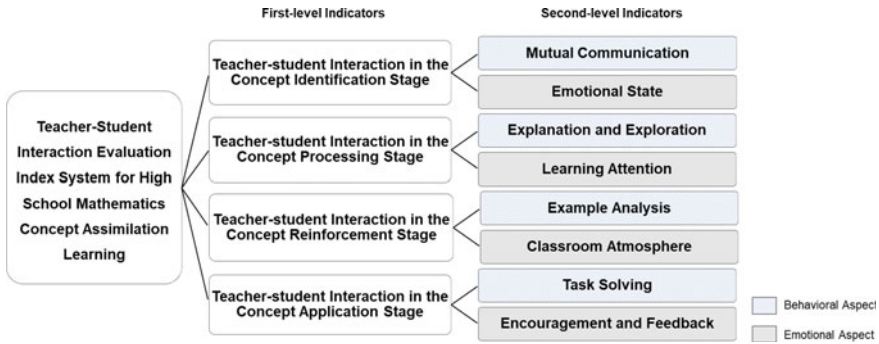 First-level Indicators
Second-level Indicators
Teacher-Student
Interaction Evaluation
Index System for High
School Mathematics
Concept Assimilation
Learning
Teacher-student Interaction in the
Concept Identification Stage
Mutual Communication
Emotional State
Teacher-student Interaction in the
Concept Processing Stage
Explanation and Exploration
Learning Attention
Teacher-student Interaction in the
Concept Reinforcement Stage
Example Analysis
Classroom Atmosphere
Teacher-student Interaction in the
Concept Application Stage
Task Solving
Encouragement and Feedback
Behavioral Aspect
Emotional Aspect